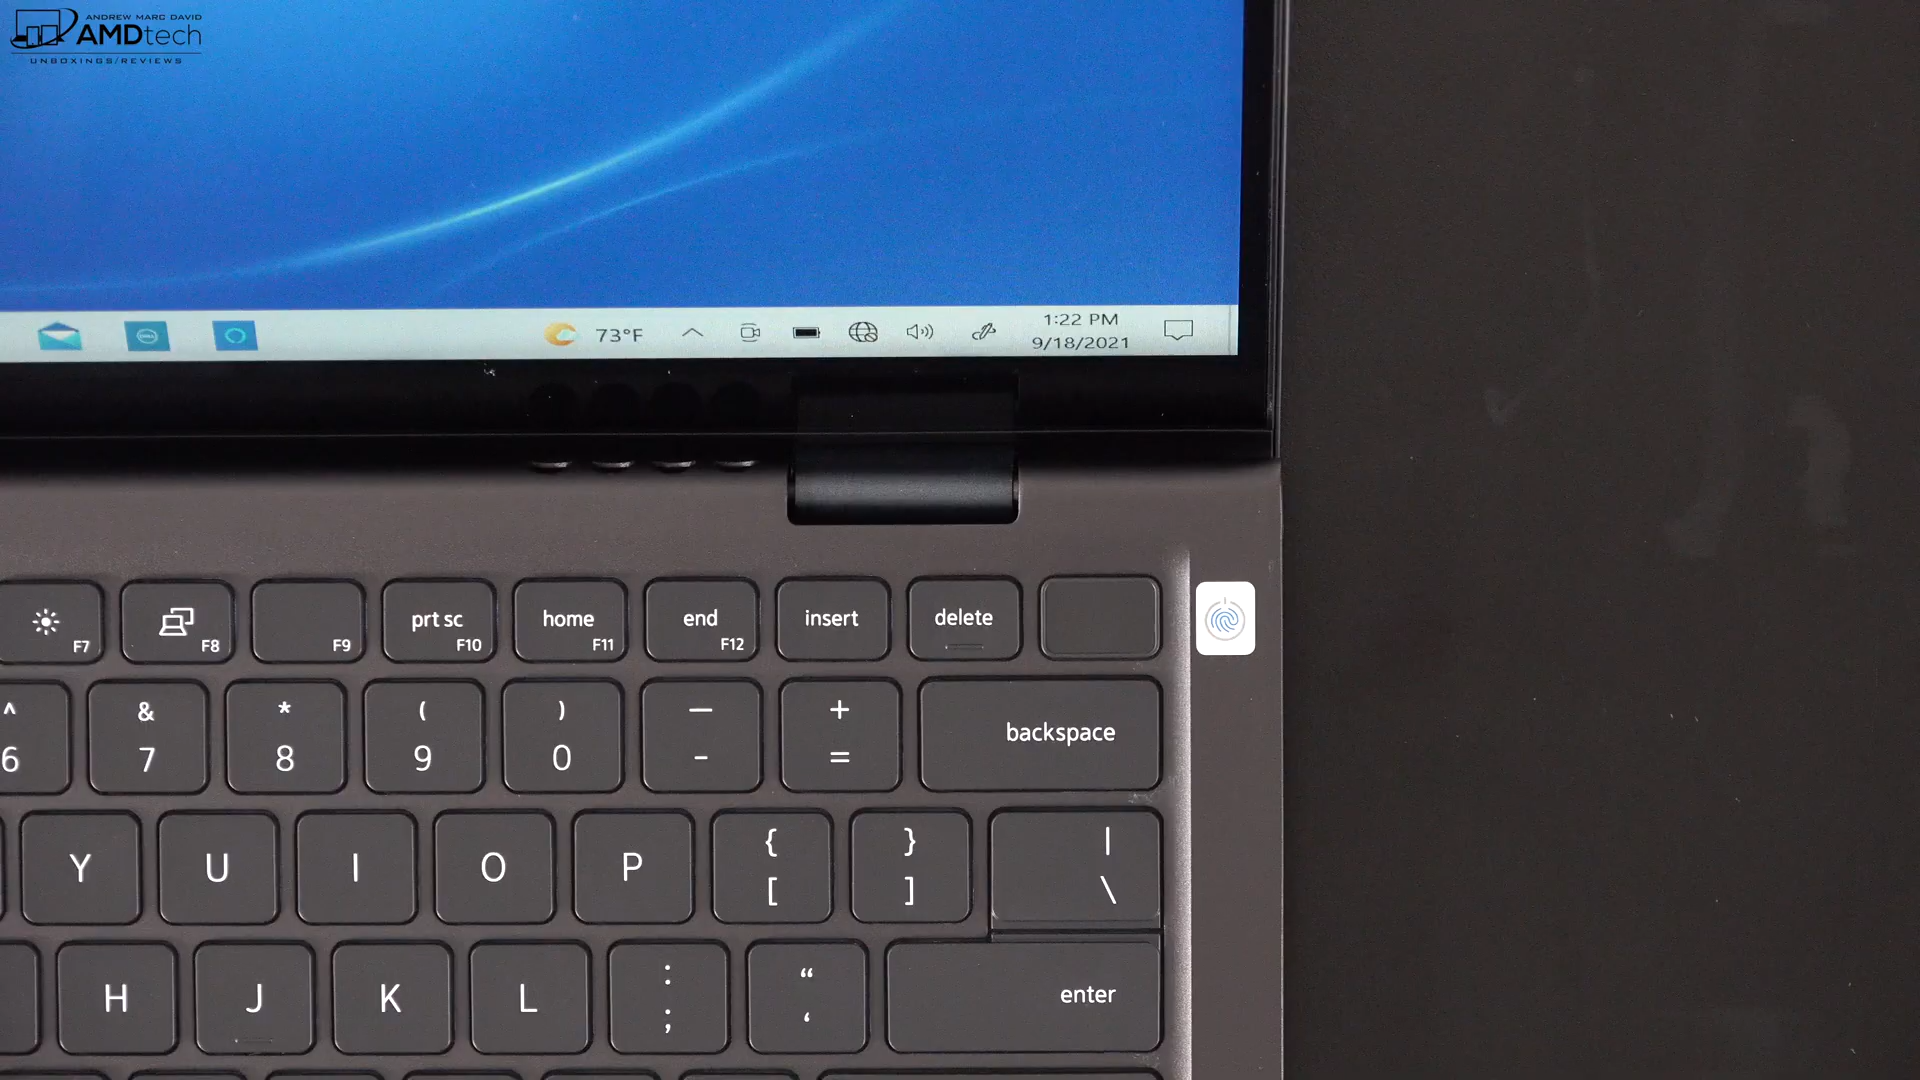 ANDREW MARC DAVID
AMDtech
UNBOXINGS/REVIEWS
73°F
1:22 PM
9/18/2021
F7
F8
F9
prt sc
F10
home
F11
end
F12
insert
delete
^ & * ( ) — +
6 7 8 9 0 - =
backspace
Y U I O P { [ } ] | \
H J K L : ; “ ‘
enter